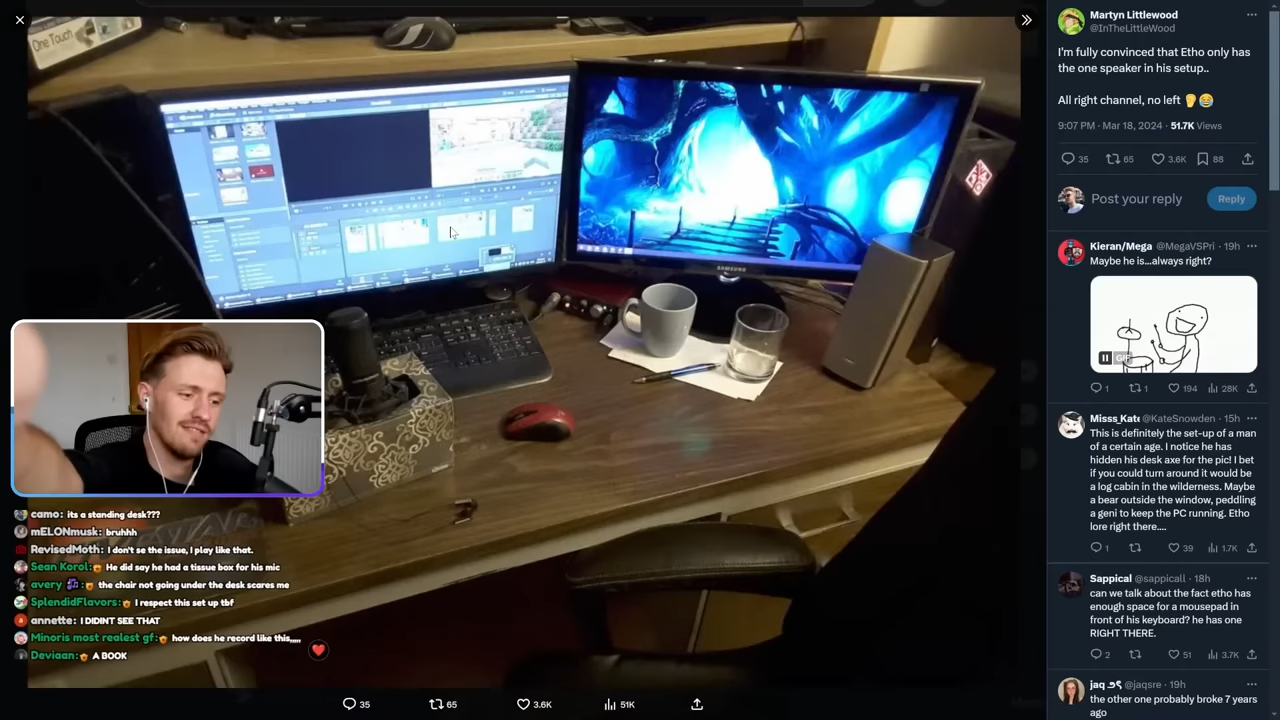 One Touch
SAMSUNG
camo: its a standing desk???
mELONmusk: bruhhh
RevisedMoth: I don't se the issue, I play like that.
Sean Korol: He did say he had a tissue box for his mic
avery: the chair not going under the desk scares me
SplendidFlavors: I respect this set up tbf
annette: I DIDINT SEE THAT
Minoris most realest gf: how does he record like this,,,,,
Deviaan: A BOOK
35
65
3.6K
51K
Martyn Littlewood
@InTheLittleWood
I'm fully convinced that Etho only has
the one speaker in his setup..
All right channel, no left
9:07 PM · Mar 18, 2024 · 51.7K Views
35
65
3.6K
88
Post your reply
Reply
Kieran/Mega @MegaVSPri · 19h
Maybe he is...always right?
GIF
1
1
194
28K
Misss_Kate @KateSnowden · 15h
This is definitely the set-up of a man
of a certain age. I notice he has
hidden his desk axe for the pic! I bet
if you could turn around it would be
a log cabin in the wilderness. Maybe
a bear outside the window, peddling
a geni to keep the PC running. Etho
lore right there....
1
39
1.7K
Sappical @sappicall · 18h
can we talk about the fact etho has
enough space for a mousepad in
front of his keyboard? he has one
RIGHT THERE.
2
51
3.7K
jaq @jaqsre · 19h
the other one probably broke 7 years
ago